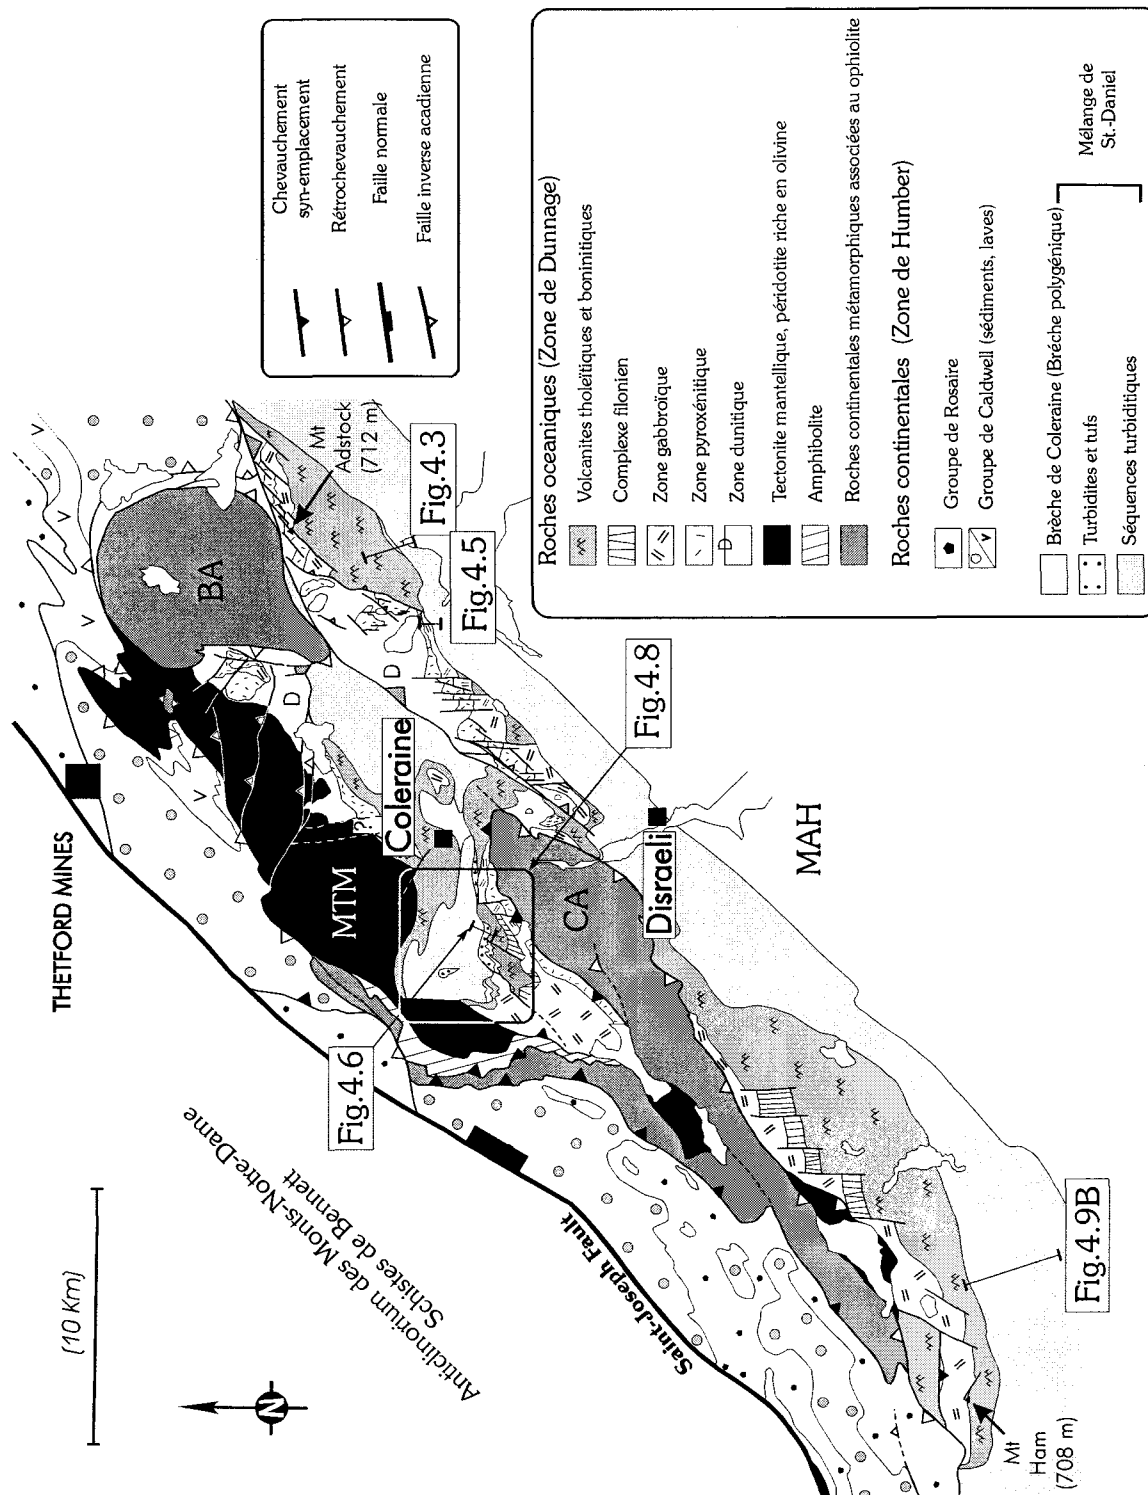 THETFORD MINES
(10 Km)
N
Anticlinorium des Monts-Notre-Dame
Schistes de Bennett
Saint-Joseph Fault
BA
MTM
CA
MAH
Coleraine
Disraeli
D
D
D
V
V
V
V
V
?
Mt
Adstock
(712 m)
Mt
Ham
(708 m)
Fig.4.3
Fig.4.5
Fig.4.8
Fig.4.6
Fig.4.9B
Chevauchement
syn-emplacement
Rétrochevauchement
Faille normale
Faille inverse acadienne
Roches oceaniques (Zone de Dunnage)
Volcanites tholeïtiques et boninitiques
Complexe filonien
Zone gabbroïque
Zone pyroxénitique
D Zone dunitique
Tectonite mantellique, péridotite riche en olivine
Amphibolite
Roches continentales métamorphiques associées au ophiolite
Roches continentales (Zone de Humber)
Groupe de Rosaire
v Groupe de Caldwell (sédiments, laves)
Brèche de Coleraine (Brèche polygénique)
Turbidites et tufs
Séquences turbiditiques
Mélange de
St.-Daniel